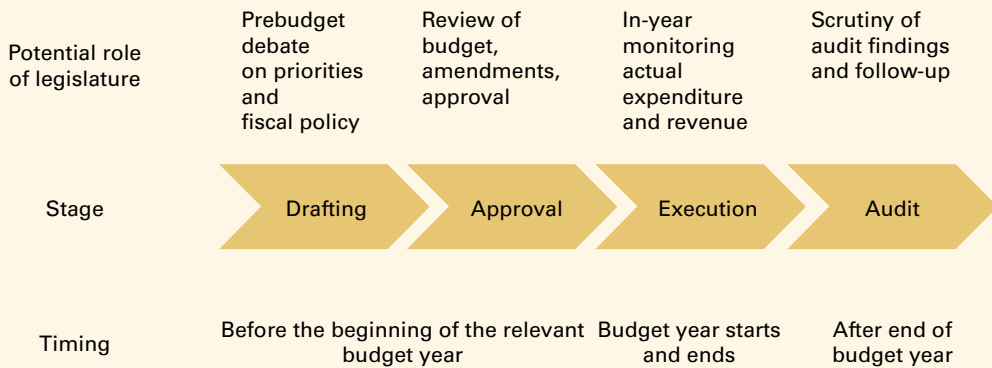 Potential role
of legislature
Prebudget
debate
on priorities
and
fiscal policy
Review of
budget,
amendments,
approval
In-year
monitoring
actual
expenditure
and revenue
Scrutiny of
audit findings
and follow-up
Stage
Drafting
Approval
Execution
Audit
Timing
Before the beginning of the relevant
budget year
Budget year starts
and ends
After end of
budget year